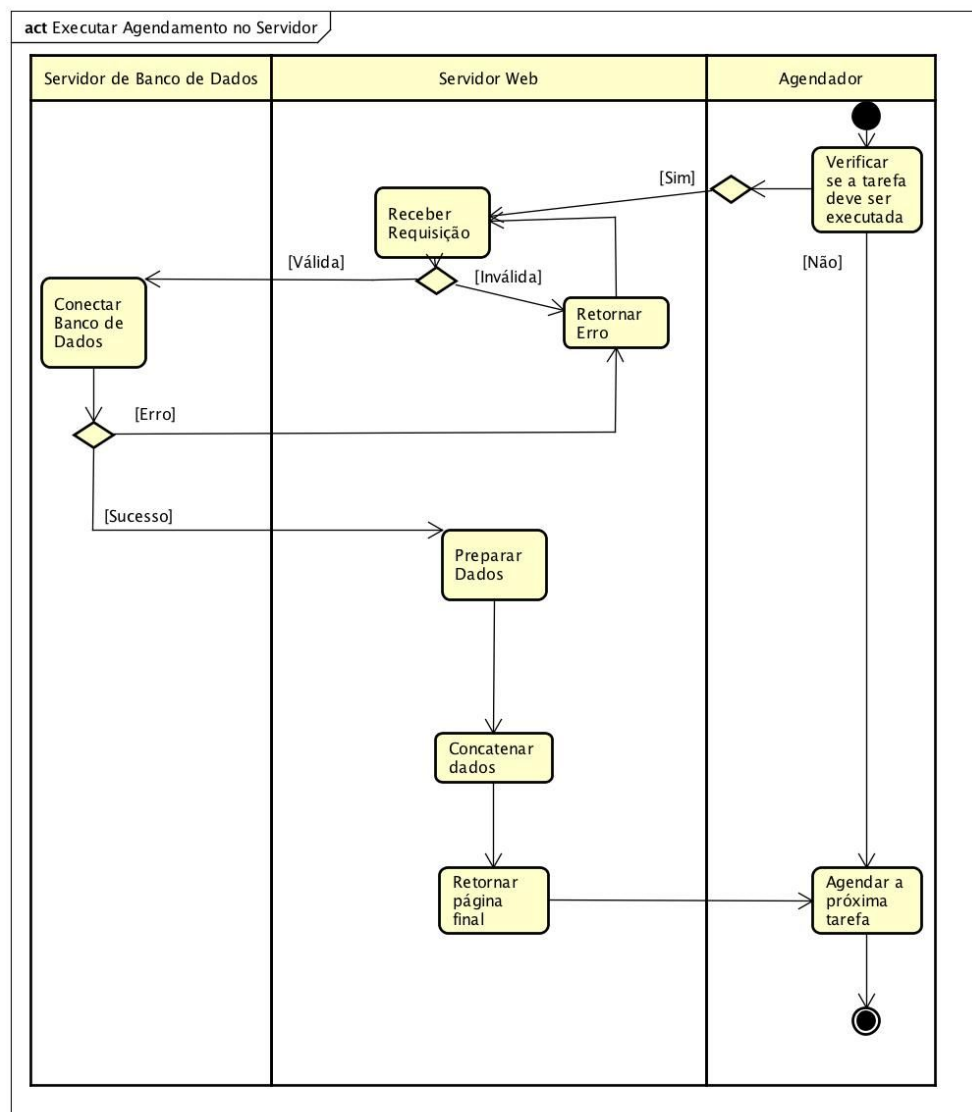 act Executar Agendamento no Servidor
Servidor de Banco de Dados
Servidor Web
Agendador
Verificar
se a tarefa
deve ser
executada
[Sim]
[Não]
Receber
Requisição
[Válida]
[Inválida]
Retornar
Erro
Conectar
Banco de
Dados
[Erro]
[Sucesso]
Preparar
Dados
Concatenar
dados
Retornar
página
final
Agendar a
próxima
tarefa